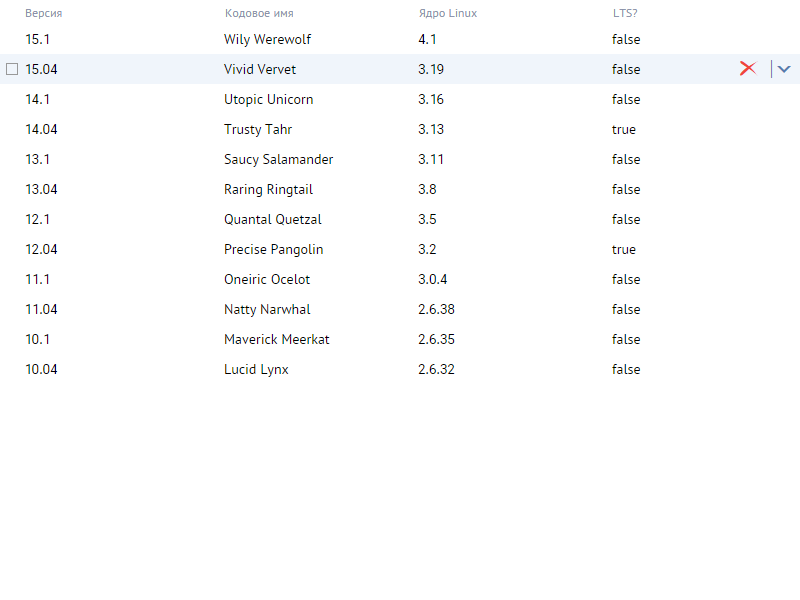 Версия Кодовое имя Ядро Linux LTS?
15.1 Wily Werewolf 4.1 false
15.04 Vivid Vervet 3.19 false
14.1 Utopic Unicorn 3.16 false
14.04 Trusty Tahr 3.13 true
13.1 Saucy Salamander 3.11 false
13.04 Raring Ringtail 3.8 false
12.1 Quantal Quetzal 3.5 false
12.04 Precise Pangolin 3.2 true
11.1 Oneiric Ocelot 3.0.4 false
11.04 Natty Narwhal 2.6.38 false
10.1 Maverick Meerkat 2.6.35 false
10.04 Lucid Lynx 2.6.32 false